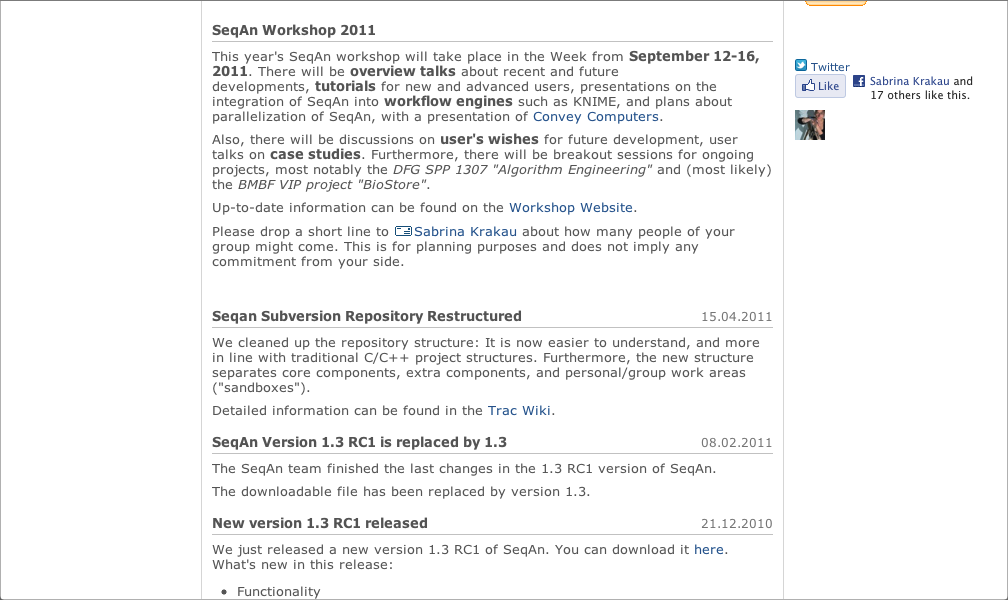 SeqAn Workshop 2011
This year's SeqAn workshop will take place in the Week from September 12-16,
2011. There will be overview talks about recent and future
developments, tutorials for new and advanced users, presentations on the
integration of SeqAn into workflow engines such as KNIME, and plans about
parallelization of SeqAn, with a presentation of Convey Computers.
Also, there will be discussions on user's wishes for future development, user
talks on case studies. Furthermore, there will be breakout sessions for ongoing
projects, most notably the DFG SPP 1307 "Algorithm Engineering" and (most likely)
the BMBF VIP project "BioStore".
Up-to-date information can be found on the Workshop Website.
Please drop a short line to Sabrina Krakau about how many people of your
group might come. This is for planning purposes and does not imply any
commitment from your side.
Seqan Subversion Repository Restructured 15.04.2011
We cleaned up the repository structure: It is now easier to understand, and more
in line with traditional C/C++ project structures. Furthermore, the new structure
separates core components, extra components, and personal/group work areas
("sandboxes").
Detailed information can be found in the Trac Wiki.
SeqAn Version 1.3 RC1 is replaced by 1.3 08.02.2011
The SeqAn team finished the last changes in the 1.3 RC1 version of SeqAn.
The downloadable file has been replaced by version 1.3.
New version 1.3 RC1 released 21.12.2010
We just released a new version 1.3 RC1 of SeqAn. You can download it here.
What's new in this release:
• Functionality
Twitter
Like
Sabrina Krakau and
17 others like this.